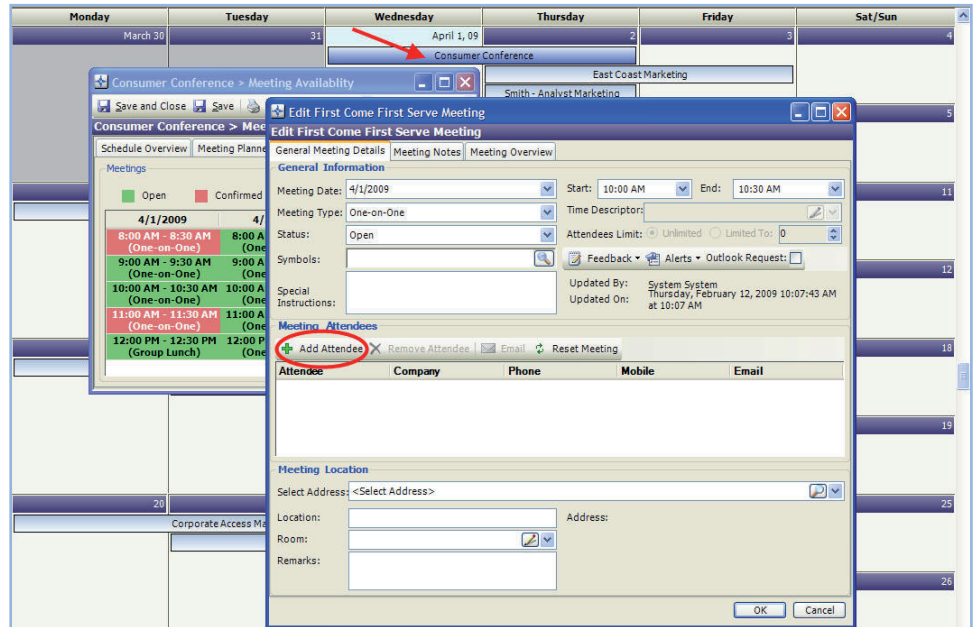 Monday Tuesday Wednesday Thursday Friday Sat/Sun
March 30 31 April 1, 09 2 3 4
Consumer Conference
East Coast Marketing
Smith - Analyst Marketing
5
11
12
18
19
20
25
Corporate Access Ma
26
Consumer Conference > Meeting Availablity
Save and Close Save
Consumer Conference > Mee
Schedule Overview Meeting Planne
Meetings
Open Confirmed
4/1/2009 4/
8:00 AM - 8:30 AM 8:00 A
(One-on-One) (One
9:00 AM - 9:30 AM 9:00 A
(One-on-One) (One
10:00 AM - 10:30 AM 10:00 A
(One-on-One) (One
11:00 AM - 11:30 AM 11:00 A
(One-on-One) (One
12:00 PM - 12:30 PM 12:00 P
(Group Lunch) (One
Edit First Come First Serve Meeting
Edit First Come First Serve Meeting
General Meeting Details Meeting Notes Meeting Overview
General Information
Meeting Date: 4/1/2009 Start: 10:00 AM End: 10:30 AM
Meeting Type: One-on-One Time Descriptor:
Status: Open Attendees Limit: Unlimited Limited To: 0
Symbols: Feedback Alerts Outlook Request:
Special Instructions:
Updated By: System System
Updated On: Thursday, February 12, 2009 10:07:43 AM
at 10:07 AM
Meeting Attendees
Add Attendee Remove Attendee Email Reset Meeting
Attendee Company Phone Mobile Email
Meeting Location
Select Address: <Select Address>
Location: Address:
Room:
Remarks:
OK Cancel